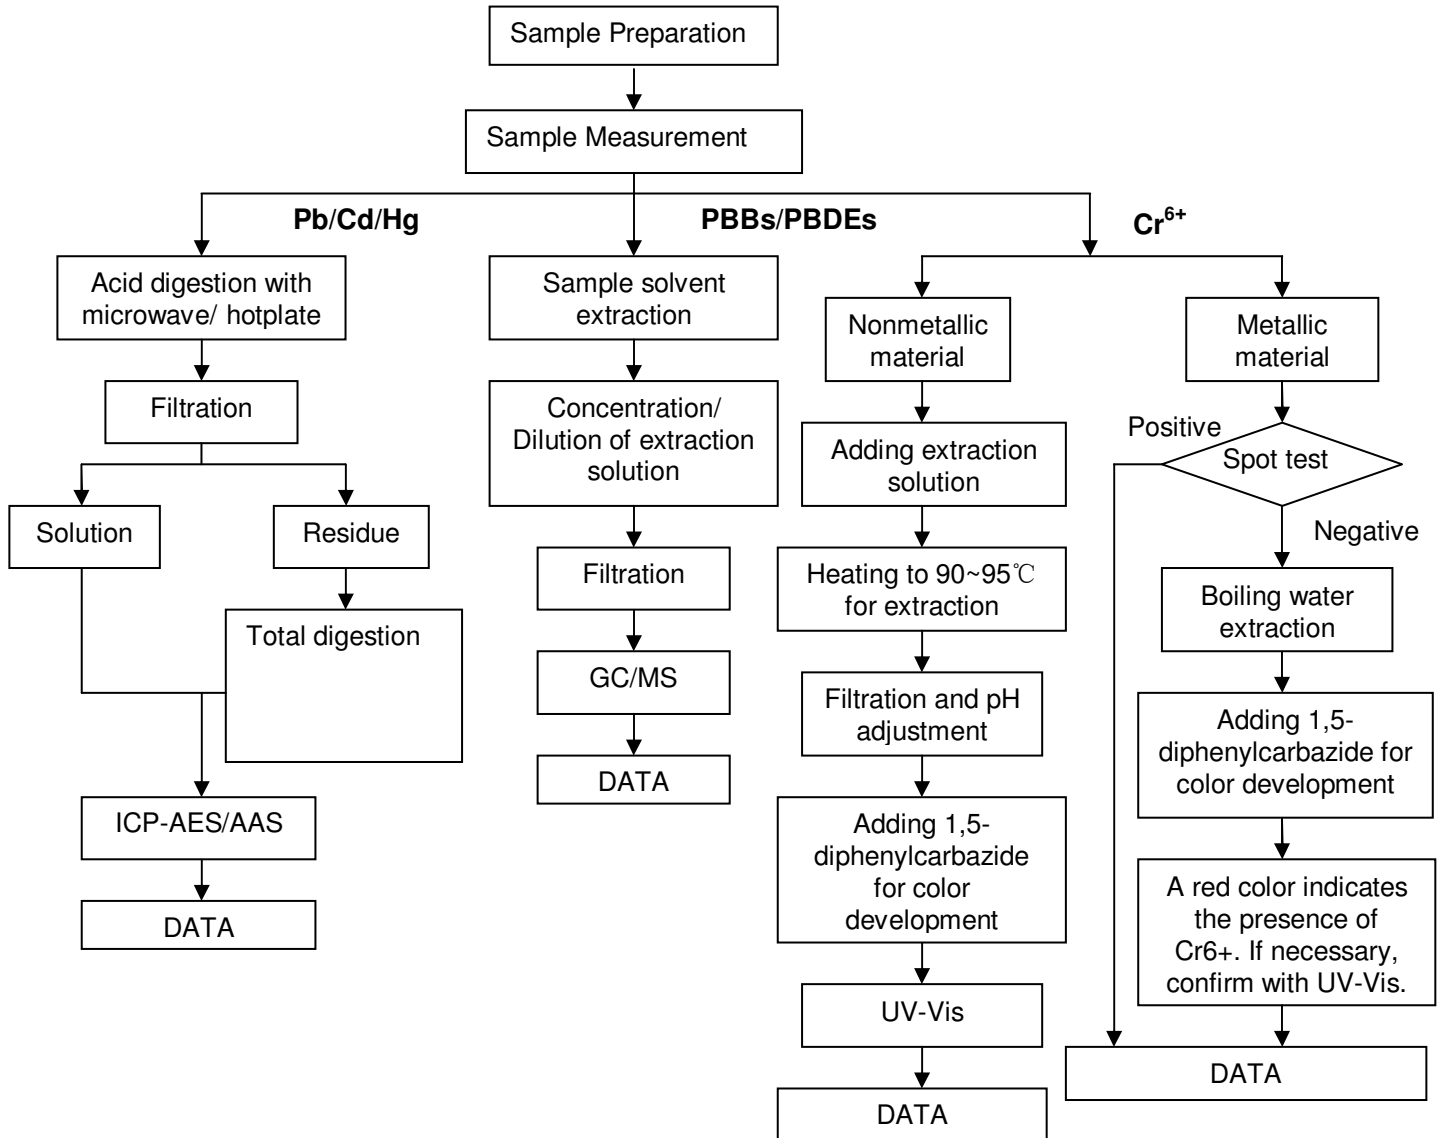 Sample Preparation
Sample Measurement
Pb/Cd/Hg
PBBs/PBDEs
Cr6+
Acid digestion with
microwave/ hotplate
Filtration
Solution
Residue
Total digestion
ICP-AES/AAS
DATA
Sample solvent
extraction
Concentration/
Dilution of extraction
solution
Filtration
GC/MS
DATA
Nonmetallic
material
Adding extraction
solution
Heating to 90~95℃
for extraction
Filtration and pH
adjustment
Adding 1,5-
diphenylcarbazide
for color
development
UV-Vis
DATA
Metallic
material
Positive
Spot test
Negative
Boiling water
extraction
Adding 1,5-
diphenylcarbazide for
color development
A red color indicates
the presence of
Cr6+. If necessary,
confirm with UV-Vis.
DATA